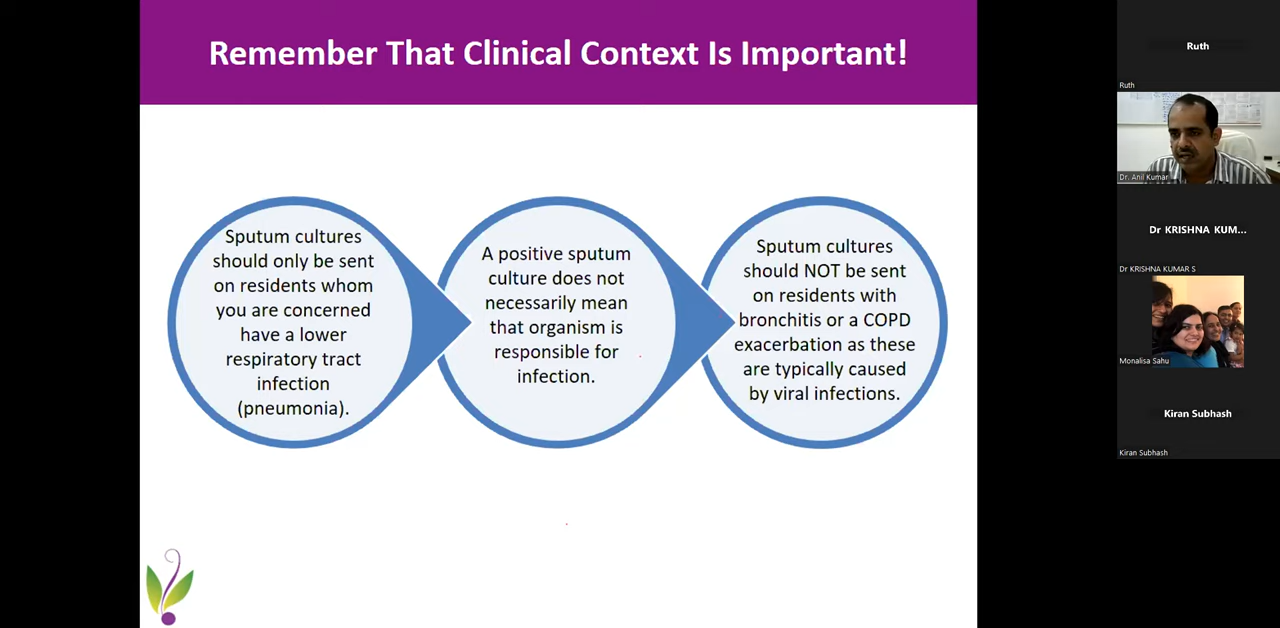 Remember That Clinical Context Is Important!
Sputum cultures
should only be sent
on residents whom
you are concerned
have a lower
respiratory tract
infection
(pneumonia).
A positive sputum
culture does not
necessarily mean
that organism is
responsible for
infection.
Sputum cultures
should NOT be sent
on residents with
bronchitis or a COPD
exacerbation as these
are typically caused
by viral infections.
Ruth
Ruth
Dr. Anil Kumar
Dr KRISHNA KUM...
Dr KRISHNA KUMAR S
Monalisa Sahu
Kiran Subhash
Kiran Subhash